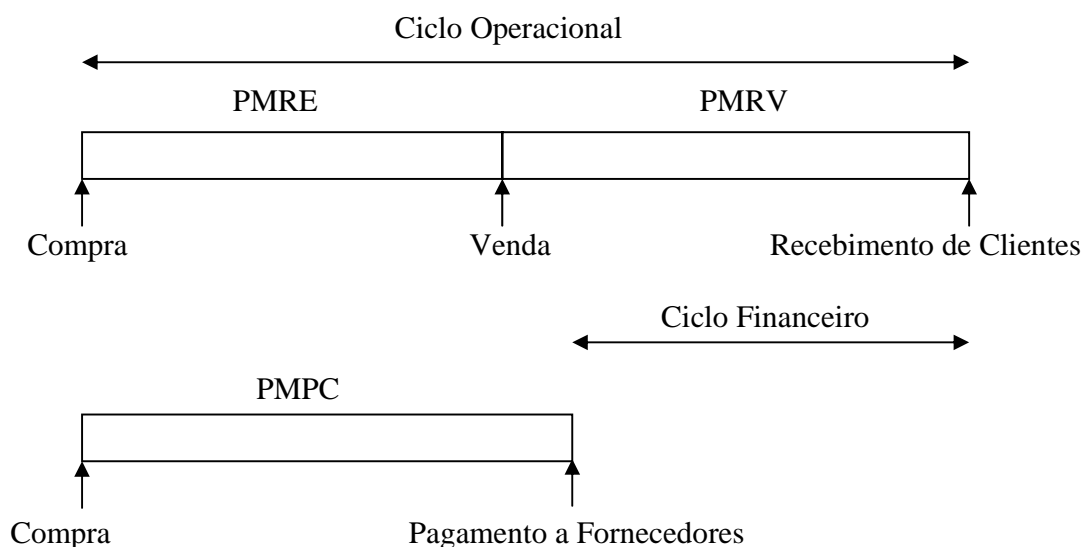 Ciclo Operacional
PMRE PMRV
Compra Venda Recebimento de Clientes
Ciclo Financeiro
PMPC
Compra Pagamento a Fornecedores